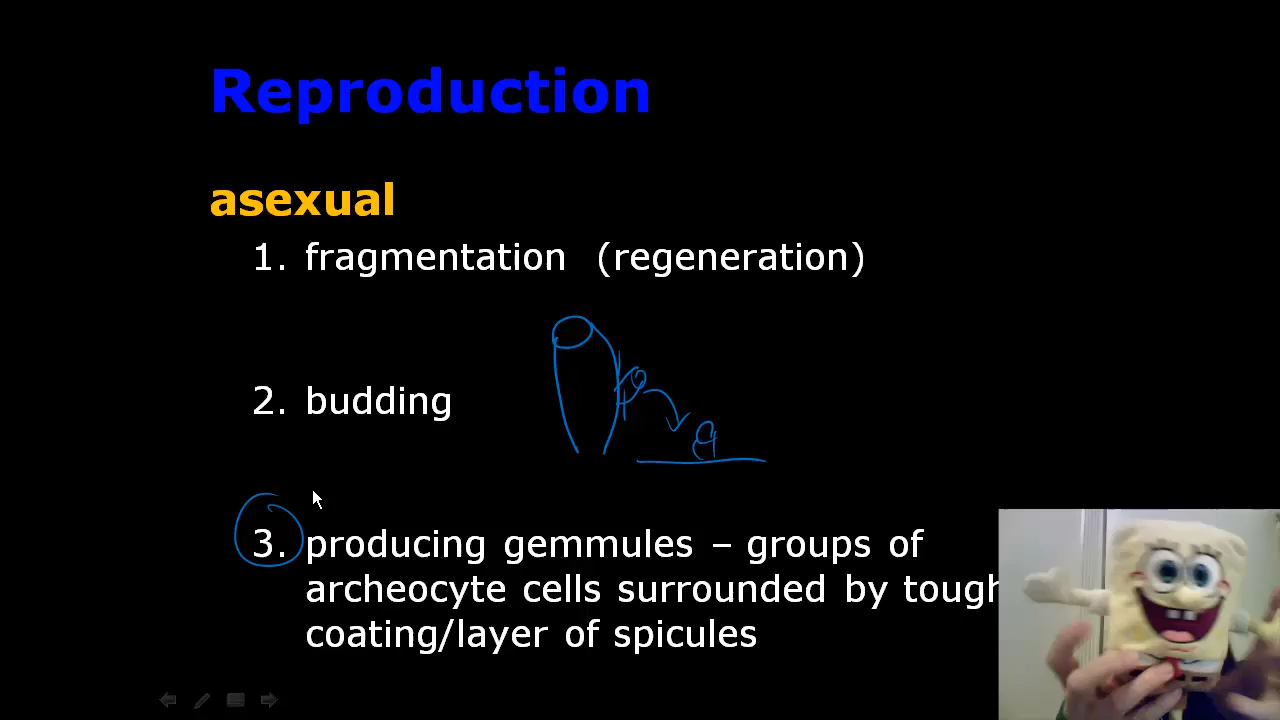 Reproduction
asexual
1. fragmentation (regeneration)
2. budding
3. producing gemmules – groups of
archeocyte cells surrounded by tough
coating/layer of spicules